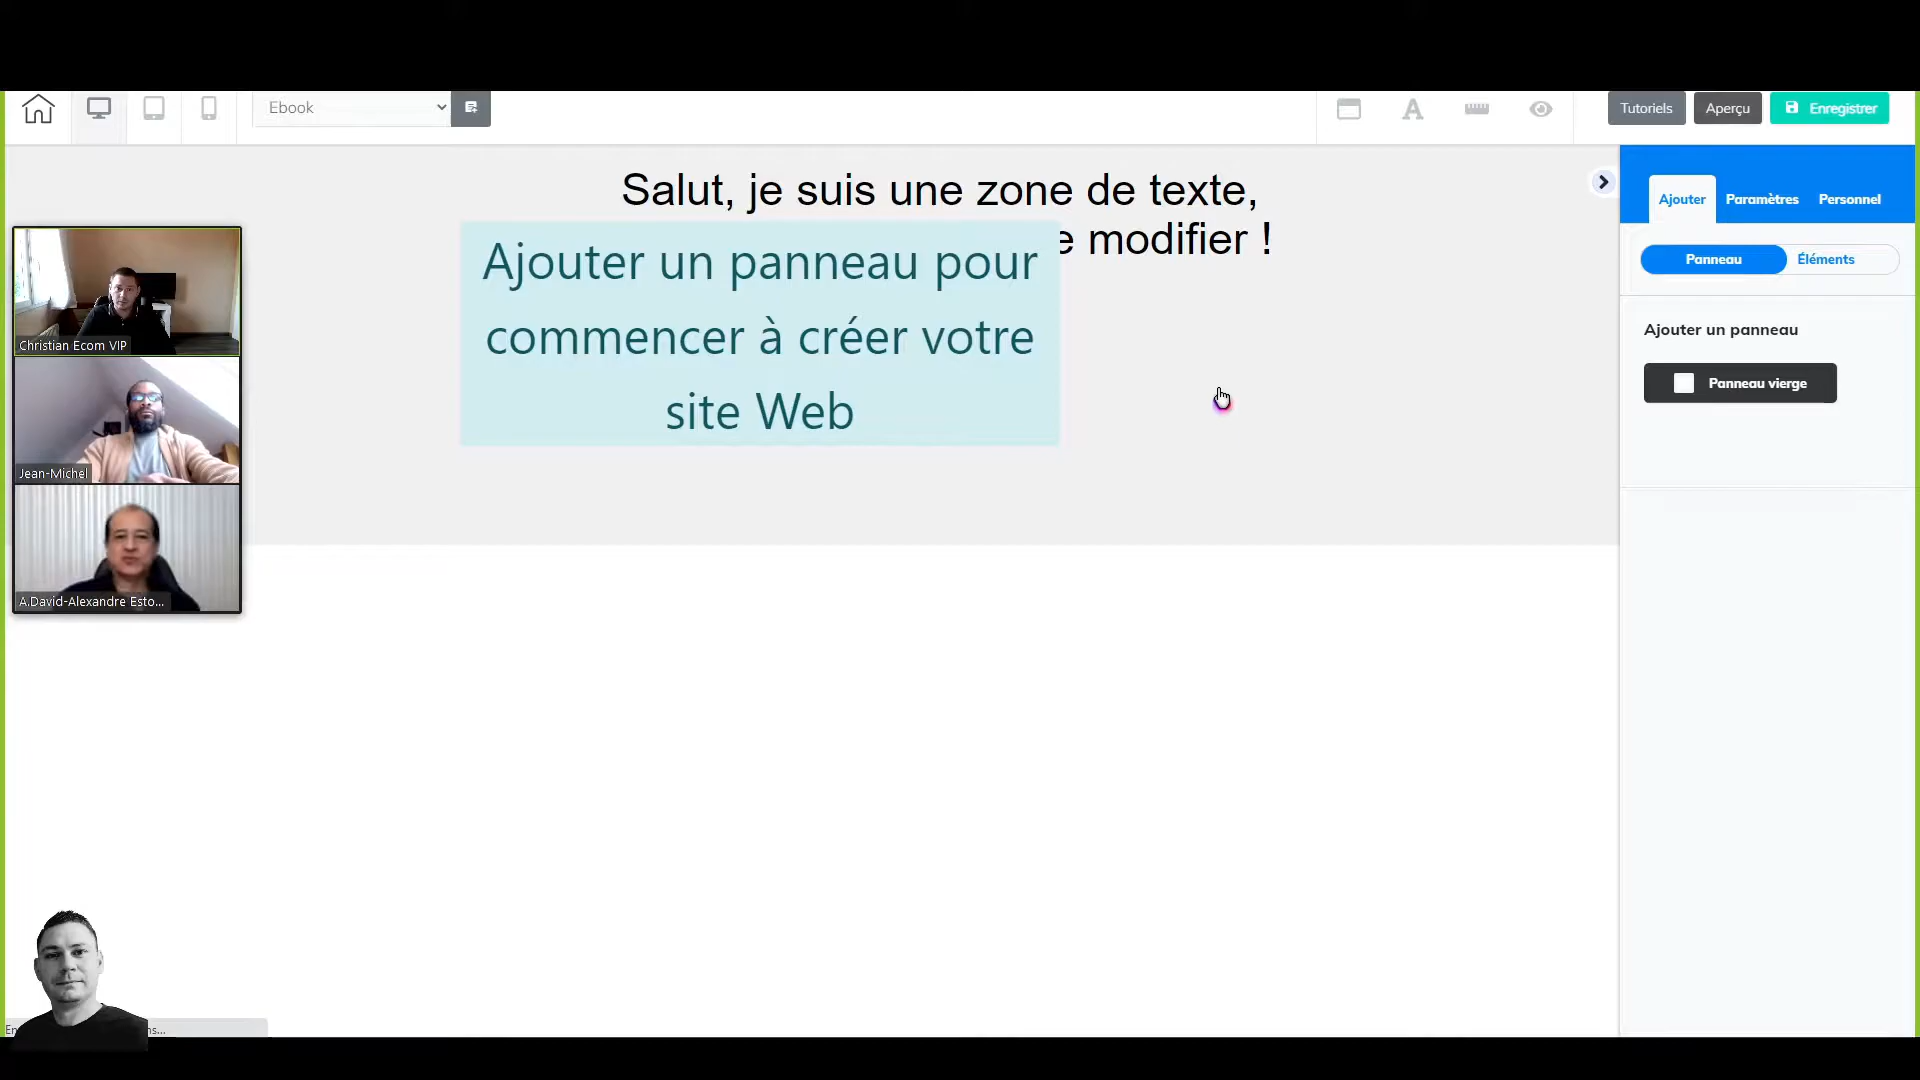 Ebook
Tutoriels
Aperçu
Enregistrer
Salut, je suis une zone de texte,
e modifier !
Ajouter un panneau pour
commencer à créer votre
site Web
Ajouter
Paramètres
Personnel
Panneau
Éléments
Ajouter un panneau
Panneau vierge
Christian Ecom VIP
Jean-Michel
A.David-Alexandre Esto...
En
ns...